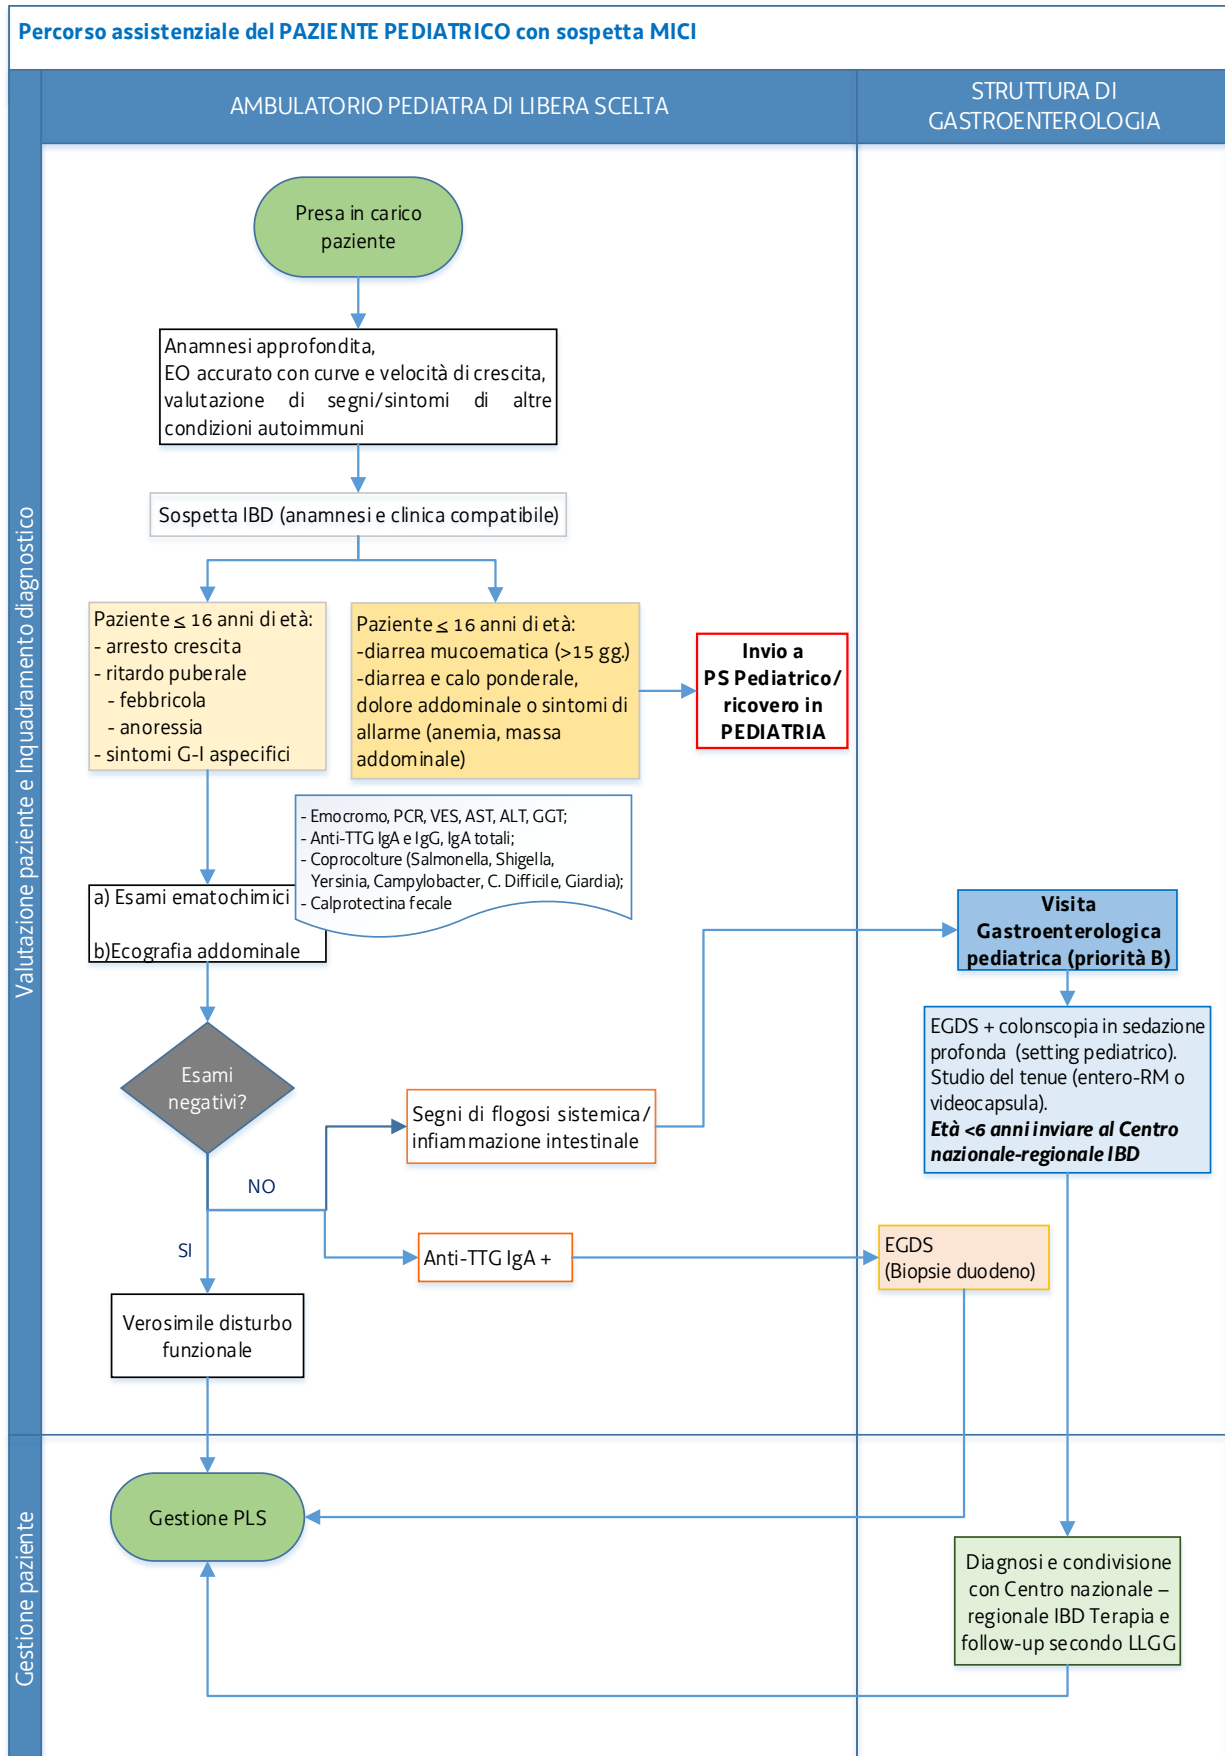 Percorso assistenziale del PAZIENTE PEDIATRICO con sospetta MICI
AMBULATORIO PEDIATRA DI LIBERA SCELTA
STRUTTURA DI
GASTROENTEROLOGIA
Valutazione paziente e Inquadramento diagnostico
Presa in carico
paziente
Anamnesi approfondita,
EO accurato con curve e velocità di crescita,
valutazione di segni/sintomi di altre
condizioni autoimmuni
Sospetta IBD (anamnesi e clinica compatibile)
Paziente ≤ 16 anni di età:
- arresto crescita
- ritardo puberale
- febbricola
- anoressia
- sintomi G-I aspecifici
Paziente ≤ 16 anni di età:
-diarrea mucoematica (>15 gg.)
-diarrea e calo ponderale,
dolore addominale o sintomi di
allarme (anemia, massa
addominale)
Invio a
PS Pediatrico/
ricovero in
PEDIATRIA
- Emocromo, PCR, VES, AST, ALT, GGT;
- Anti-TTG IgA e IgG, IgA totali;
- Coprocolture (Salmonella, Shigella,
Yersinia, Campylobacter, C. Difficile, Giardia);
- Calprotectina fecale
a) Esami ematochimici
b)Ecografia addominale
Visita
Gastroenterologica
pediatrica (priorità B)
EGDS + colonscopia in sedazione
profonda (setting pediatrico).
Studio del tenue (entero-RM o
videocapsula).
Età <6 anni inviare al Centro
nazionale-regionale IBD
Esami
negativi?
Segni di flogosi sistemica/
infiammazione intestinale
NO
SI
Anti-TTG IgA +
EGDS
(Biopsie duodeno)
Verosimile disturbo
funzionale
Gestione paziente
Gestione PLS
Diagnosi e condivisione
con Centro nazionale –
regionale IBD Terapia e
follow-up secondo LLGG